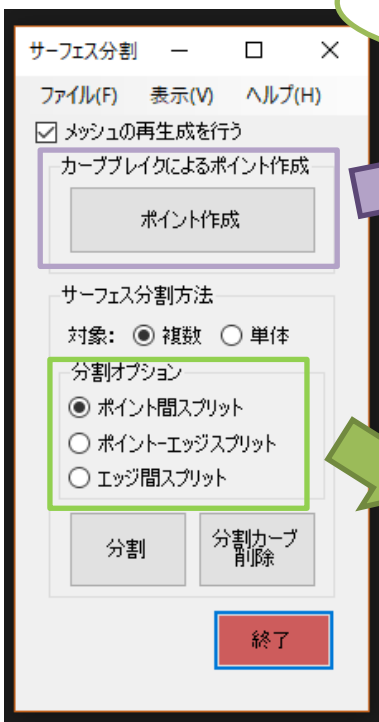 サーフェス分割
ファイル(F) 表示(V) ヘルプ(H)
メッシュの再生成を行う
カーブブレイクによるポイント作成
ポイント作成
サーフェス分割方法
対象: 複数 単体
分割オプション
ポイント間スプリット
ポイント-エッジスプリット
エッジ間スプリット
分割
分割カーブ
削除
終了